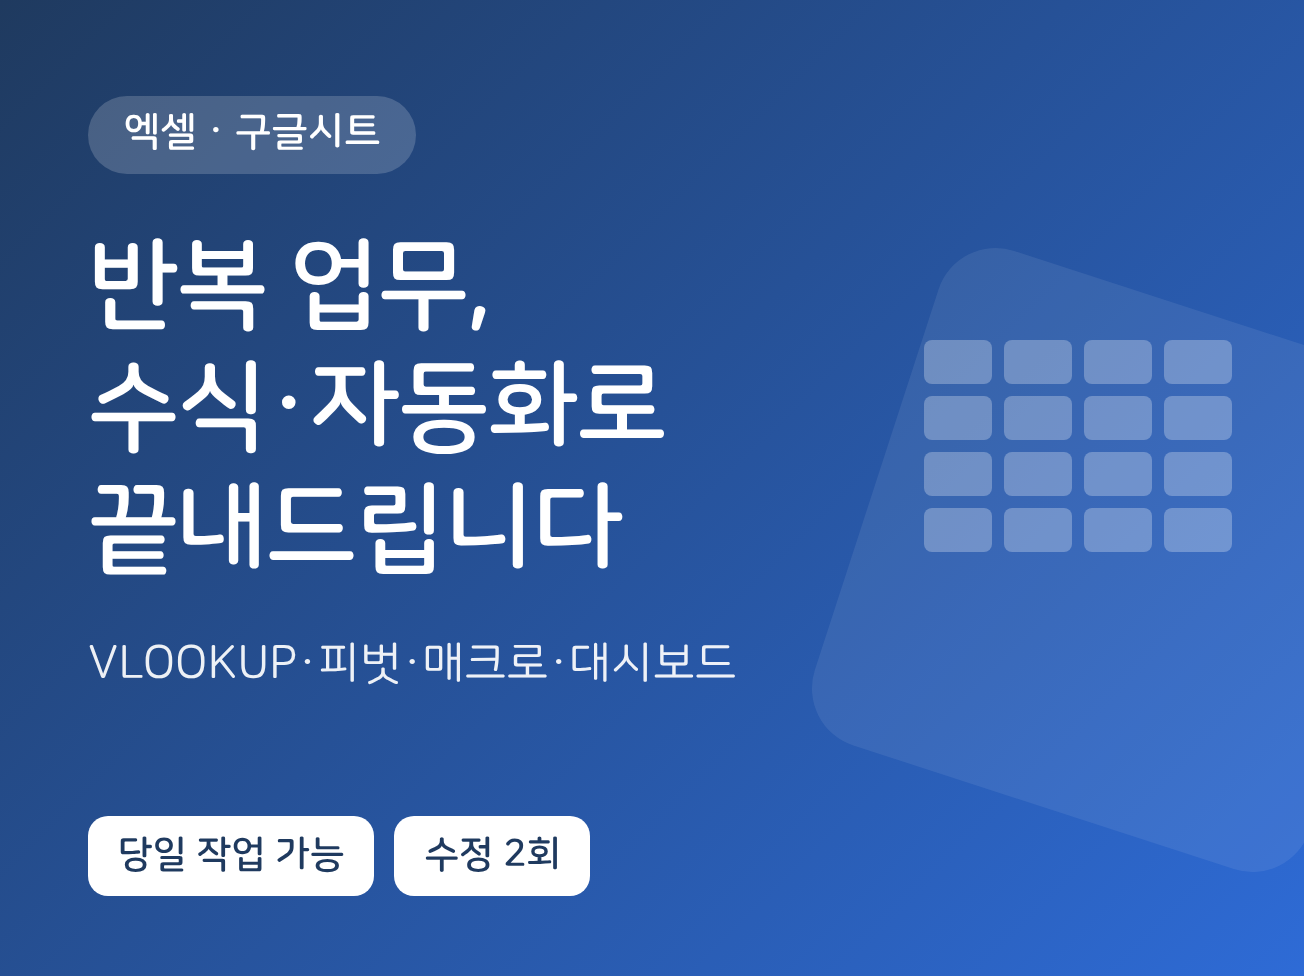 엑셀 · 구글시트
반복 업무,
수식·자동화로
끝내드립니다
VLOOKUP·피벗·매크로·대시보드
당일 작업 가능
수정 2회